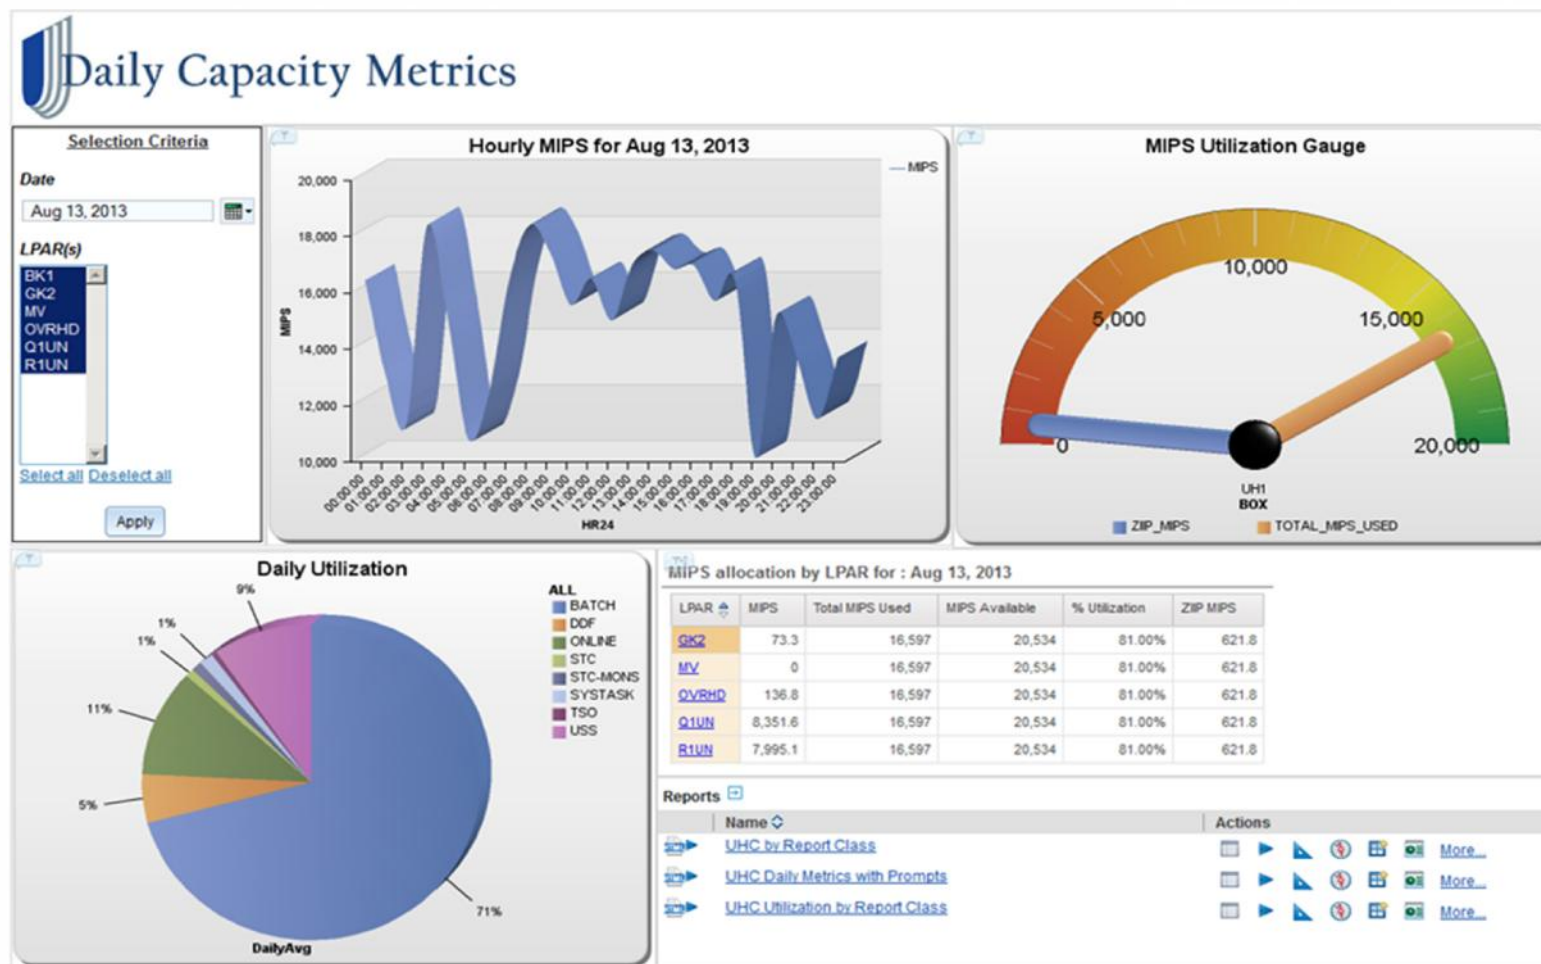 Daily Capacity Metrics
Selection Criteria
Date
Aug 13, 2013
LPAR(s)
BK1
GK2
MV
OVRHD
Q1UN
R1UN
Select all Deselect all
Apply
Hourly MIPS for Aug 13, 2013
MIPS
20,000
18,000
16,000
14,000
12,000
10,000
MIPS
00:00:00 01:00:00 02:00:00 03:00:00 04:00:00 05:00:00 06:00:00 07:00:00 08:00:00 09:00:00 10:00:00 11:00:00 12:00:00 13:00:00 14:00:00 15:00:00 16:00:00 17:00:00 18:00:00 19:00:00 20:00:00 21:00:00 22:00:00 23:00:00
HR24
MIPS Utilization Gauge
10,000
5,000 15,000
0 20,000
UH1
BOX
ZIIP_MIPS TOTAL_MIPS_USED
Daily Utilization
9%
1%
1%
11%
5%
71%
DailyAvg
ALL
BATCH
DDF
ONLINE
STC
STC-MONS
SYSTASK
TSO
USS
MIPS allocation by LPAR for : Aug 13, 2013
LPAR MIPS Total MIPS Used MIPS Available % Utilization ZIIP MIPS
GK2 73.3 16,597 20,534 81.00% 621.8
MV 0 16,597 20,534 81.00% 621.8
OVRHD 136.8 16,597 20,534 81.00% 621.8
Q1UN 8,351.6 16,597 20,534 81.00% 621.8
R1UN 7,995.1 16,597 20,534 81.00% 621.8
Reports
Name Actions
UHC by Report Class More...
UHC Daily Metrics with Prompts More...
UHC Utilization by Report Class More...